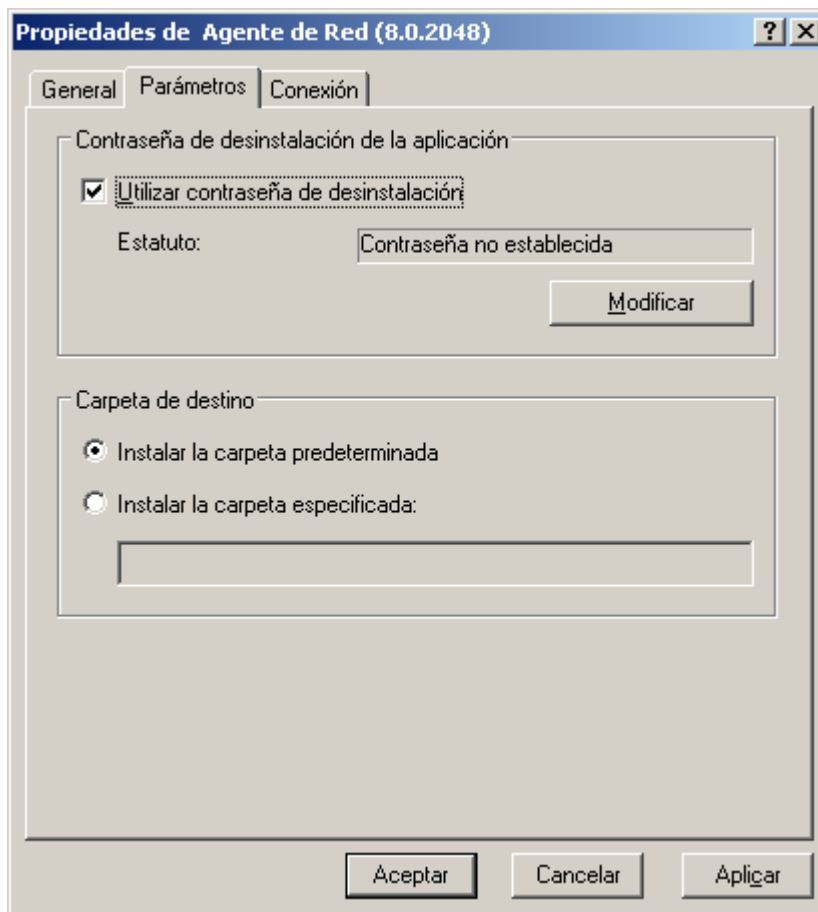 Propiedades de Agente de Red (8.0.2048)
General Parámetros Conexión
Contraseña de desinstalación de la aplicación
Utilizar contraseña de desinstalación
Estatuto: Contraseña no establecida
Modificar
Carpeta de destino
Instalar la carpeta predeterminada
Instalar la carpeta especificada:
Aceptar Cancelar Aplicar